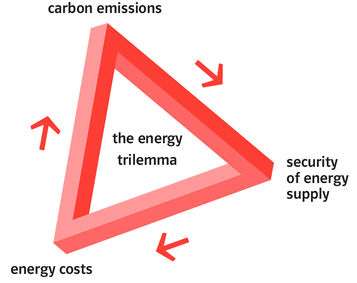 carbon emissions
the energy
trilemma
security
of energy
supply
energy costs